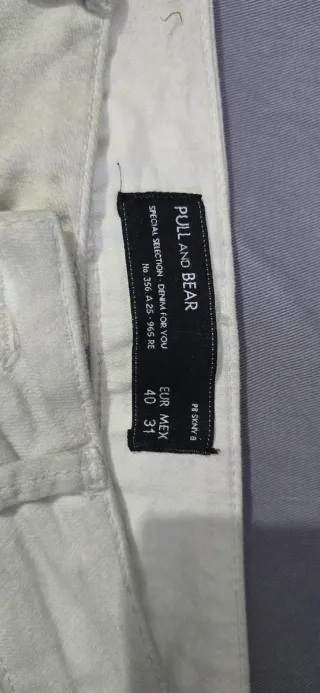 PULL AND BEAR
SPECIAL SELECTION · DENIM FOR YOU
No 356 A.25 - 965 RE
PB SKNY B
EUR MEX
40 31